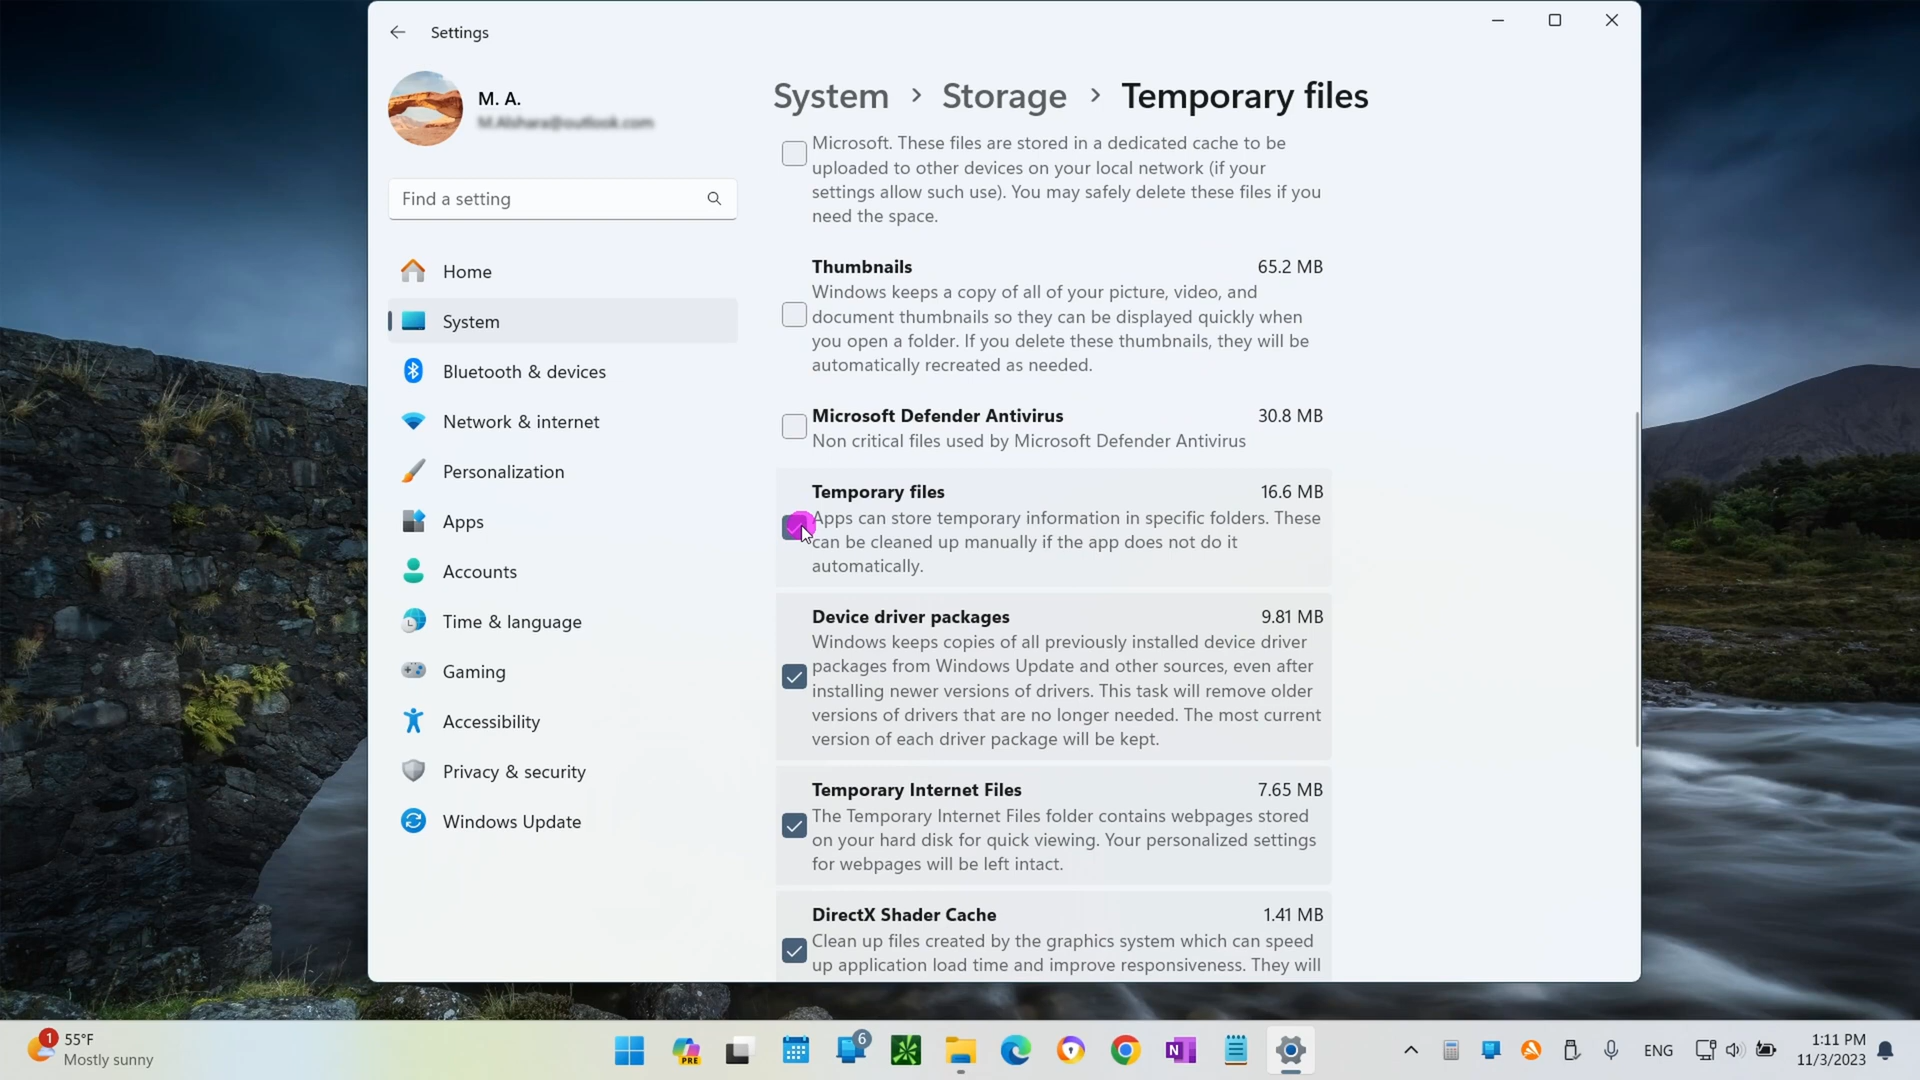 Settings
M. A.
Find a setting
Home
System
Bluetooth & devices
Network & internet
Personalization
Apps
Accounts
Time & language
Gaming
Accessibility
Privacy & security
Windows Update
System > Storage > Temporary files
Microsoft. These files are stored in a dedicated cache to be
uploaded to other devices on your local network (if your
settings allow such use). You may safely delete these files if you
need the space.
Thumbnails 65.2 MB
Windows keeps a copy of all of your picture, video, and
document thumbnails so they can be displayed quickly when
you open a folder. If you delete these thumbnails, they will be
automatically recreated as needed.
Microsoft Defender Antivirus 30.8 MB
Non critical files used by Microsoft Defender Antivirus
Temporary files 16.6 MB
Apps can store temporary information in specific folders. These
can be cleaned up manually if the app does not do it
automatically.
Device driver packages 9.81 MB
Windows keeps copies of all previously installed device driver
packages from Windows Update and other sources, even after
installing newer versions of drivers. This task will remove older
versions of drivers that are no longer needed. The most current
version of each driver package will be kept.
Temporary Internet Files 7.65 MB
The Temporary Internet Files folder contains webpages stored
on your hard disk for quick viewing. Your personalized settings
for webpages will be left intact.
DirectX Shader Cache 1.41 MB
Clean up files created by the graphics system which can speed
up application load time and improve responsiveness. They will
1
55°F
Mostly sunny
PRE
6
N
ENG
1:11 PM
11/3/2023